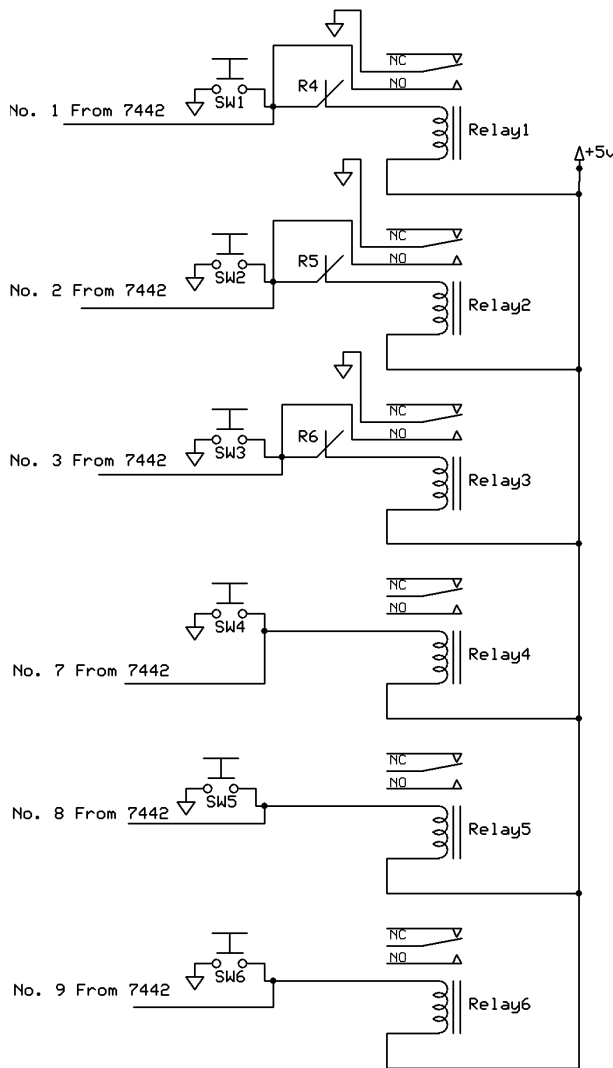 NC
R4
NO
SW1
No. 1 From 7442
Relay1
+5v
NC
R5
NO
SW2
No. 2 From 7442
Relay2
NC
R6
NO
SW3
No. 3 From 7442
Relay3
NC
NO
SW4
Relay4
No. 7 From 7442
NC
NO
SW5
No. 8 From 7442
Relay5
NC
NO
SW6
No. 9 From 7442
Relay6